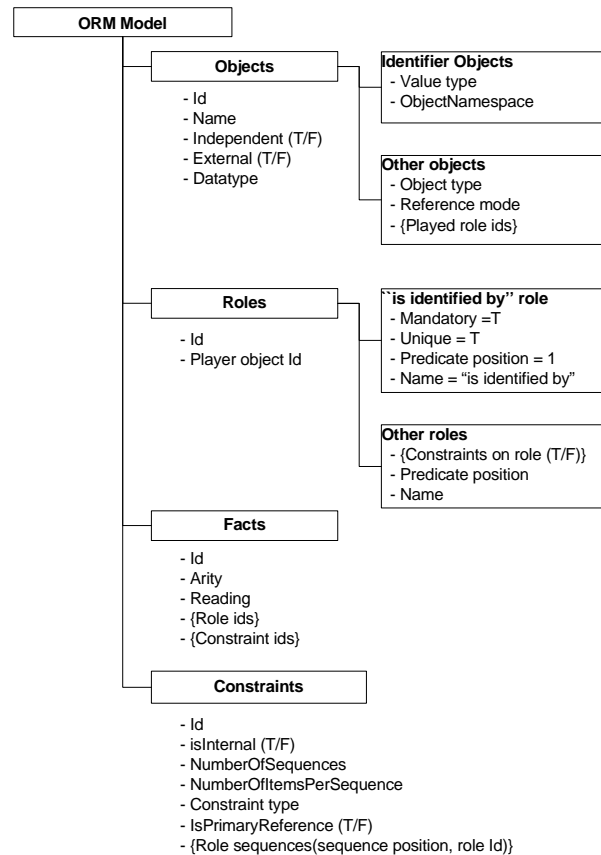 ORM Model
Objects
- Id
- Name
- Independent (T/F)
- External (T/F)
- Datatype
Identifier Objects
- Value type
- ObjectNamespace
Other objects
- Object type
- Reference mode
- {Played role ids}
Roles
- Id
- Player object Id
``is identified by’’ role
- Mandatory =T
- Unique = T
- Predicate position = 1
- Name = “is identified by”
Other roles
- {Constraints on role (T/F)}
- Predicate position
- Name
Facts
- Id
- Arity
- Reading
- {Role ids}
- {Constraint ids}
Constraints
- Id
- isInternal (T/F)
- NumberOfSequences
- NumberOfItemsPerSequence
- Constraint type
- IsPrimaryReference (T/F)
- {Role sequences(sequence position, role Id)}